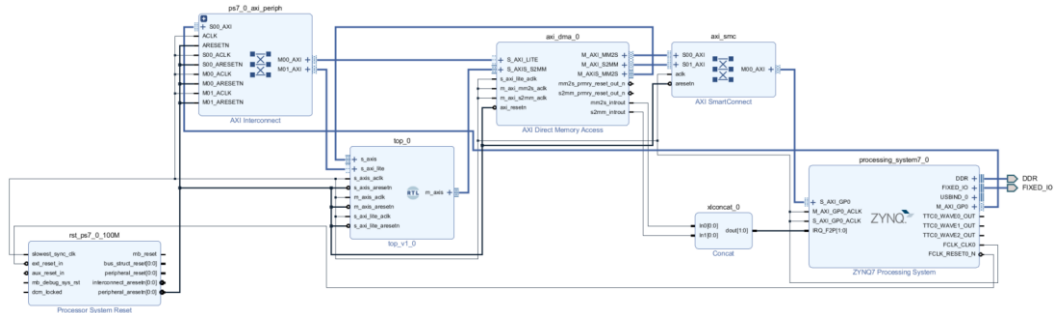 ps7_0_axi_periph
S00_AXI
ACLK
ARESETN
S00_ACLK
S00_ARESETN
M00_ACLK
M00_ARESETN
M01_ACLK
M01_ARESETN
M00_AXI
M01_AXI
AXI Interconnect
axi_dma_0
S_AXI_LITE
S_AXIS_S2MM
s_axi_lite_aclk
m_axi_mm2s_aclk
m_axi_s2mm_aclk
axi_resetn
M_AXI_MM2S
M_AXI_S2MM
M_AXIS_MM2S
mm2s_prmry_reset_out_n
s2mm_prmry_reset_out_n
mm2s_introut
s2mm_introut
AXI Direct Memory Access
axi_smc
S00_AXI
S01_AXI
aclk
aresetn
M00_AXI
AXI SmartConnect
top_0
s_axis
s_axi_lite
s_axis_aclk
s_axis_aresetn
m_axis_aclk
m_axis_aresetn
s_axi_lite_aclk
s_axi_lite_aresetn
RTL
m_axis
top_v1_0
processing_system7_0
S_AXI_GP0
M_AXI_GP0_ACLK
S_AXI_GP0_ACLK
IRQ_F2P[1:0]
ZYNQ
DDR
FIXED_IO
USBIND_0
M_AXI_GP0
TTC0_WAVE0_OUT
TTC0_WAVE1_OUT
TTC0_WAVE2_OUT
FCLK_CLK0
FCLK_RESET0_N
ZYNQ7 Processing System
DDR
FIXED_IO
xlconcat_0
In0[0:0]
In1[0:0]
dout[1:0]
Concat
rst_ps7_0_100M
slowest_sync_clk
ext_reset_in
aux_reset_in
mb_debug_sys_rst
dcm_locked
mb_reset
bus_struct_reset[0:0]
peripheral_reset[0:0]
interconnect_aresetn[0:0]
peripheral_aresetn[0:0]
Processor System Reset